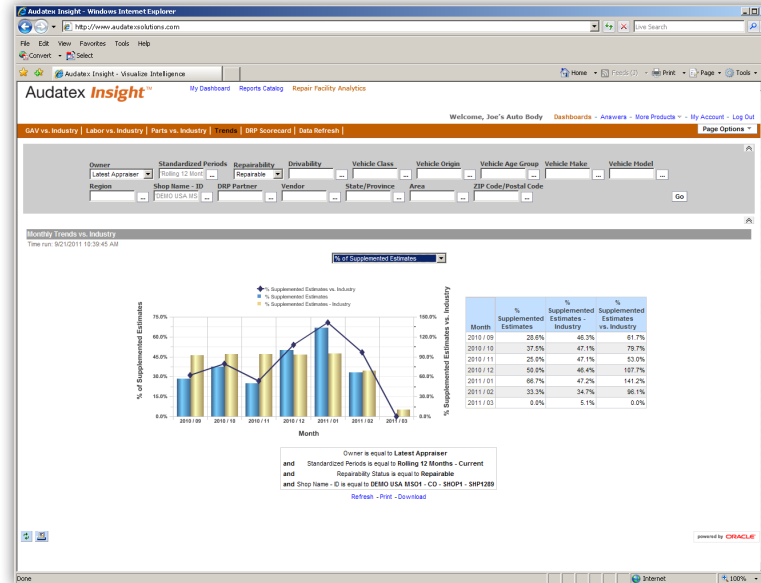 Audatex Insight - Windows Internet Explorer
http://www.audatexsolutions.com
Live Search
File Edit View Favorites Tools Help
Convert Select
Audatex Insight - Visualize Intelligence
Home Feeds (2) Print Page Tools
Audatex Insight™ My Dashboard Reports Catalog Repair Facility Analytics
Welcome, Joe's Auto Body Dashboards - Answers - More Products - My Account - Log Out
GAV vs. Industry | Labor vs. Industry | Parts vs. Industry | Trends | DRP Scorecard | Data Refresh | Page Options
Owner Standardized Periods Repairability Drivability Vehicle Class Vehicle Origin Vehicle Age Group Vehicle Make Vehicle Model
Latest Appraiser Rolling 12 Mont ... Repairable ... ... ... ... ... ...
Region Shop Name - ID DRP Partner Vendor State/Province Area ZIP Code/Postal Code
... DEMO USA MS ... ... ... ... ... ... Go
Monthly Trends vs. Industry
Time run: 9/21/2011 10:39:45 AM
% of Supplemented Estimates
% Supplemented Estimates vs. Industry
% Supplemented Estimates
% Supplemented Estimates - Industry
% of Supplemented Estimates
75.0%
60.0%
45.0%
30.0%
15.0%
0.0%
150.0%
120.0%
90.0%
60.0%
30.0%
0.0%
% Supplemented Estimates vs. Industry
2010 / 09 2010 / 10 2010 / 11 2010 / 12 2011 / 01 2011 / 02 2011 / 03
Month
Month % Supplemented Estimates % Supplemented Estimates - Industry % Supplemented Estimates vs. Industry
2010 / 09 28.6% 46.3% 61.7%
2010 / 10 37.5% 47.1% 79.7%
2010 / 11 25.0% 47.1% 53.0%
2010 / 12 50.0% 46.4% 107.7%
2011 / 01 66.7% 47.2% 141.2%
2011 / 02 33.3% 34.7% 96.1%
2011 / 03 0.0% 5.1% 0.0%
Owner is equal to Latest Appraiser
and Standardized Periods is equal to Rolling 12 Months - Current
and Repairability Status is equal to Repairable
and Shop Name - ID is equal to DEMO USA MSO1 - CO - SHOP1 - SHP1289
Refresh - Print - Download
powered by ORACLE
Done Internet 100%